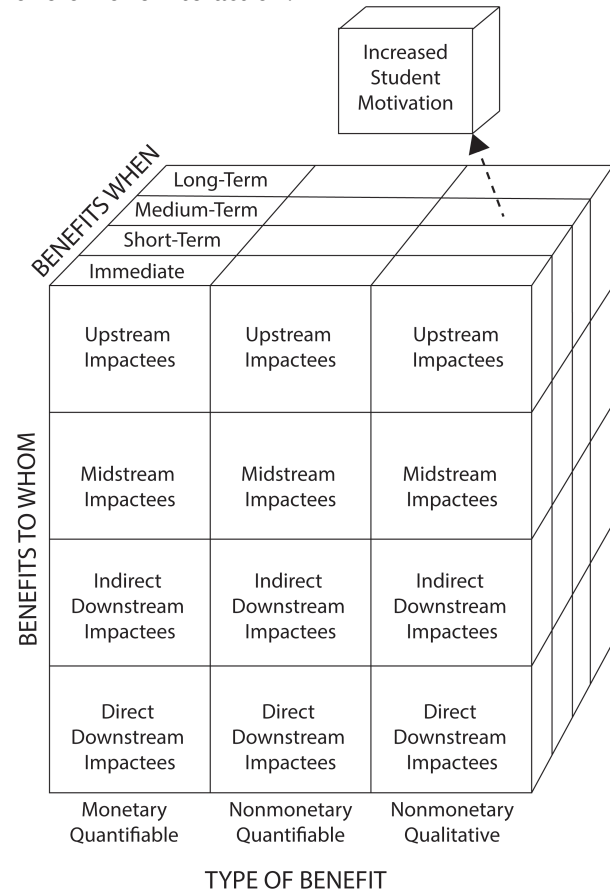 Increased
Student
Motivation
BENEFITS WHEN
Long-Term
Medium-Term
Short-Term
Immediate
BENEFITS TO WHOM
Upstream
Impactees
Upstream
Impactees
Upstream
Impactees
Midstream
Impactees
Midstream
Impactees
Midstream
Impactees
Indirect
Downstream
Impactees
Indirect
Downstream
Impactees
Indirect
Downstream
Impactees
Direct
Downstream
Impactees
Direct
Downstream
Impactees
Direct
Downstream
Impactees
Monetary
Quantifiable
Nonmonetary
Quantifiable
Nonmonetary
Qualitative
TYPE OF BENEFIT